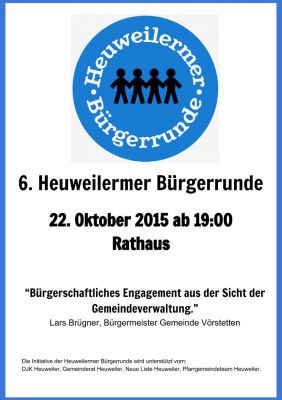 Heuweilermer
Bürgerrunde
6. Heuweilermer Bürgerrunde
22. Oktober 2015 ab 19:00
Rathaus
“Bürgerschaftliches Engagement aus der Sicht der
Gemeindeverwaltung.”
Lars Brügner, Bürgermeister Gemeinde Vörstetten
Die Initiative der Heuweilermer Bürgerrunde wird unterstützt vom:
DJK Heuweiler, Gemeinderat Heuweiler, Neue Liste Heuweiler, Pfarrgemeindeteam Heuweiler.